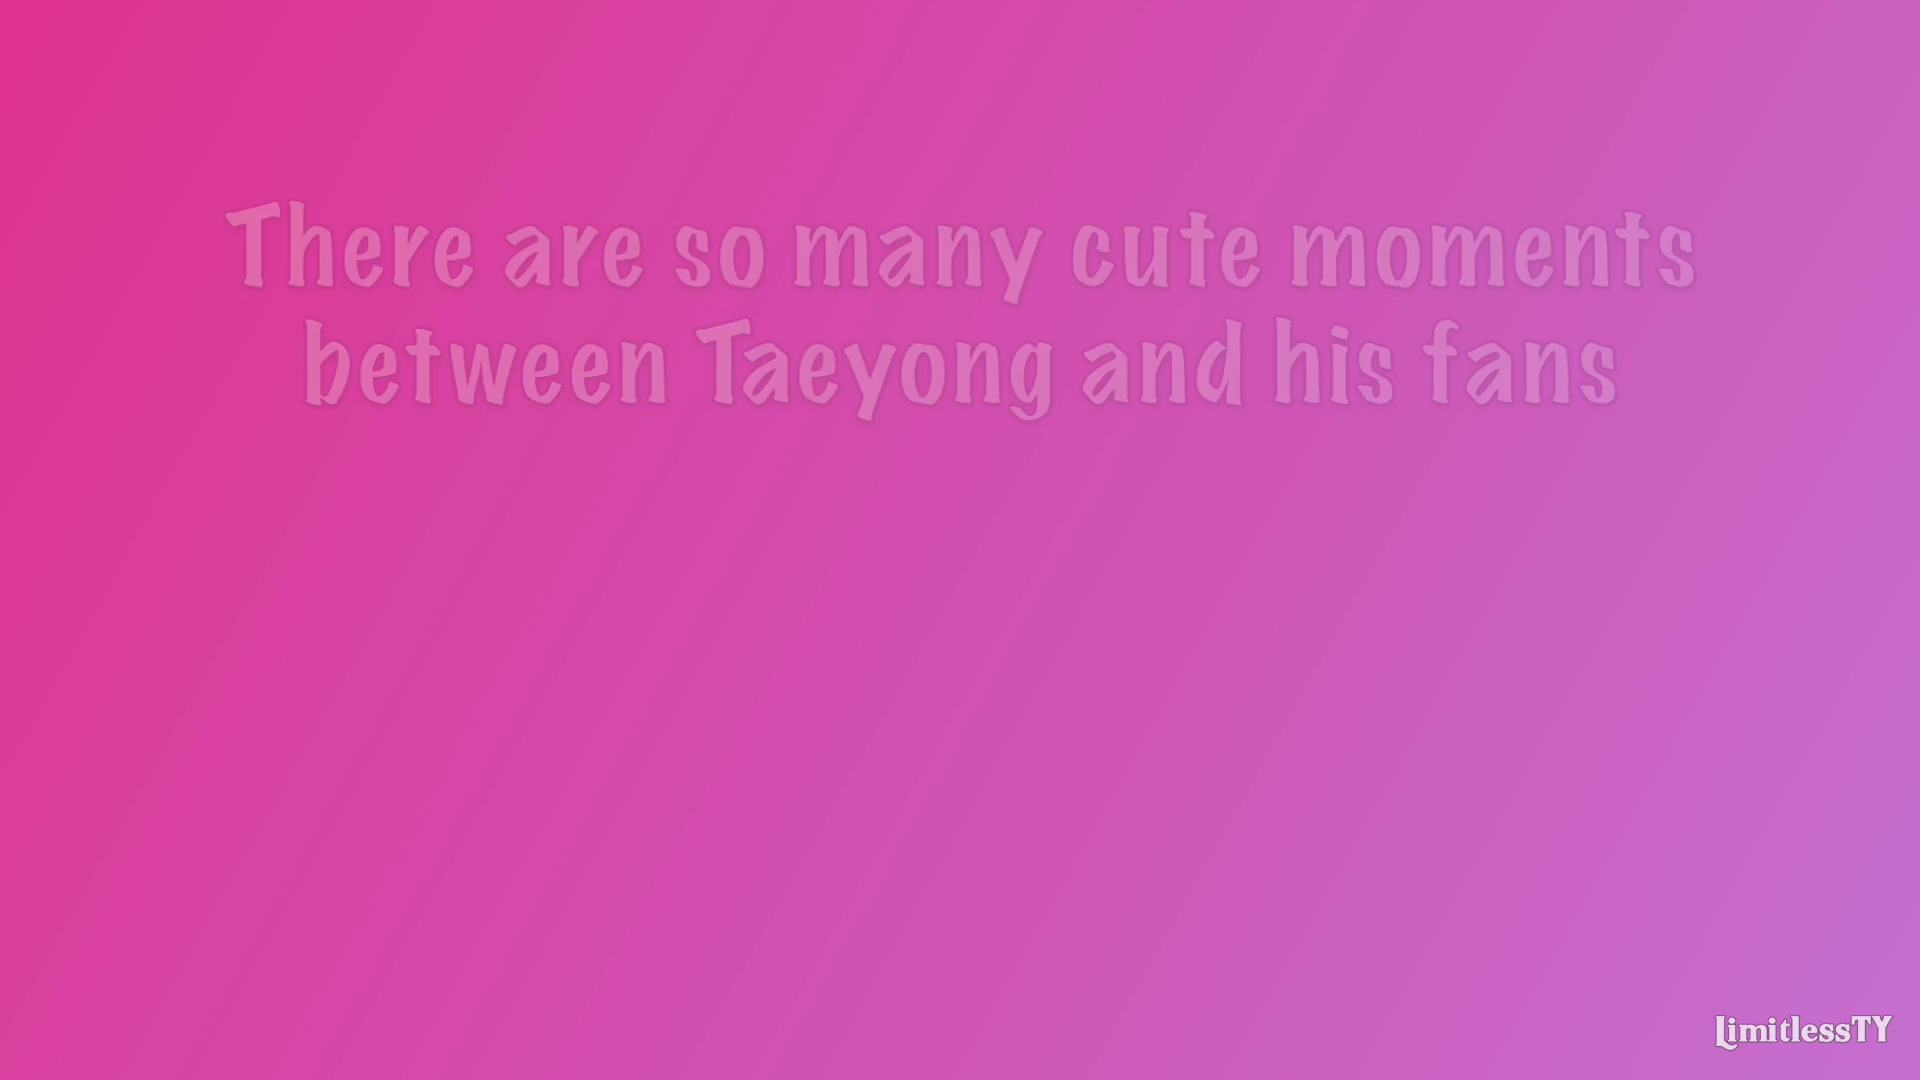 There are so many cute moments
between Taeyong and his fans
LimitlessTY